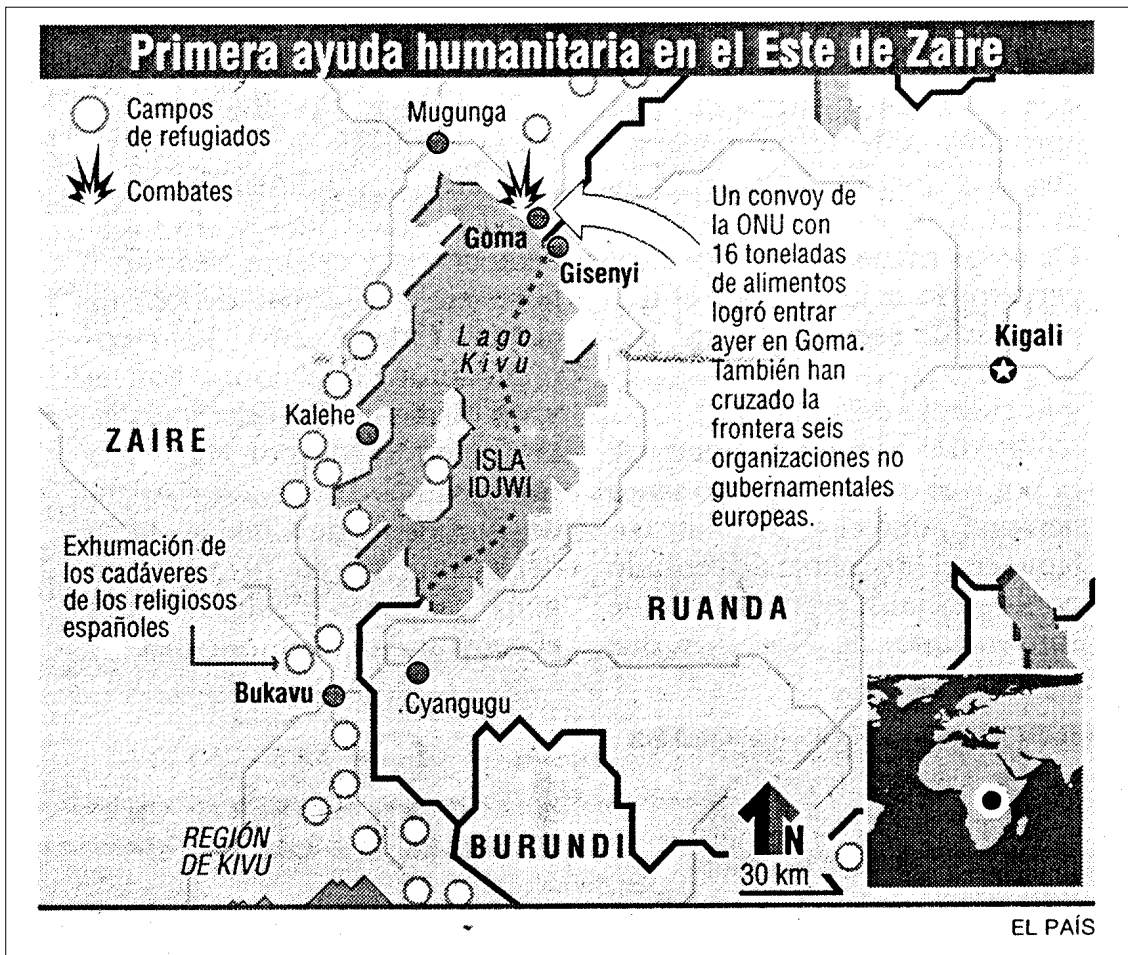 Primera ayuda humanitaria en el Este de Zaire
Campos
de refugiados
Combates
Mugunga
Goma
Gisenyi
Un convoy de
la ONU con
16 toneladas
de alimentos
logró entrar
ayer en Goma.
También han
cruzado la
frontera seis
organizaciones no
gubernamentales
europeas.
Kigali
Lago
Kivu
Kalehe
ZAIRE
ISLA
IDJWI
Exhumación de
los cadáveres
de los religiosos
españoles
RUANDA
Bukavu
Cyangugu
REGIÓN
DE KIVU
BURUNDI
N
30 km
EL PAÍS